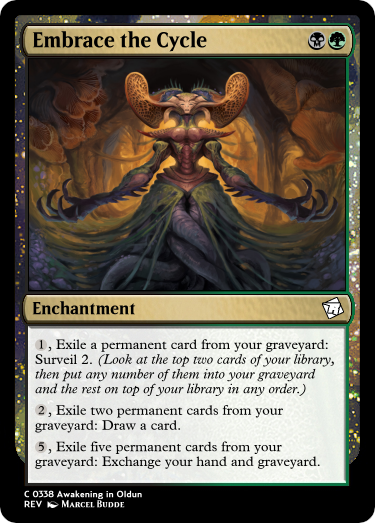 Embrace the Cycle
Enchantment
1, Exile a permanent card from your graveyard:
Surveil 2. (Look at the top two cards of your library,
then put any number of them into your graveyard
and the rest on top of your library in any order.)
2, Exile two permanent cards from your
graveyard: Draw a card.
5, Exile five permanent cards from your
graveyard: Exchange your hand and graveyard.
C 0338 Awakening in Oldun
REV Marcel Budde